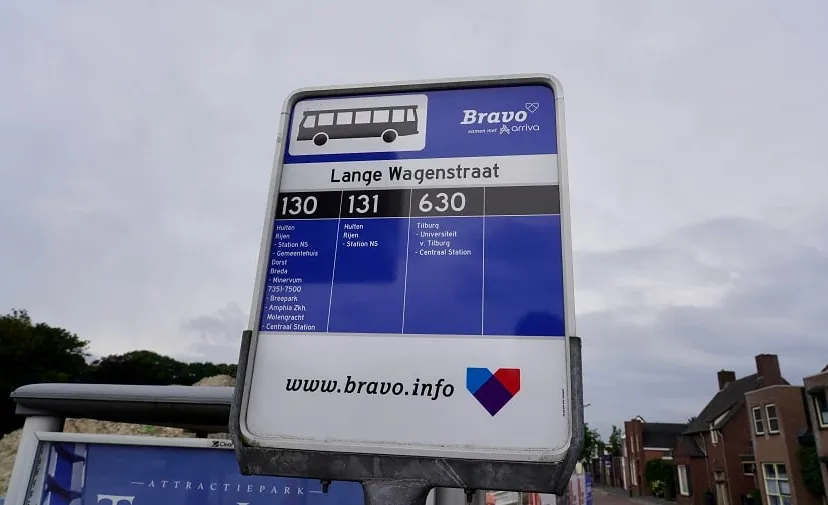 Bravo
samen met arriva
Lange Wagenstraat
130
Hulten
Rijen
- Station NS
- Gemeentehuis
Dorst
Breda
- Minervum
7351-7500
- Breepark
- Amphia Zkh.
Molengracht
- Centraal Station
131
Hulten
Rijen
- Station NS
630
Tilburg
- Universiteit
v. Tilburg
- Centraal Station
www.bravo.info
ATTRACTIEPARK